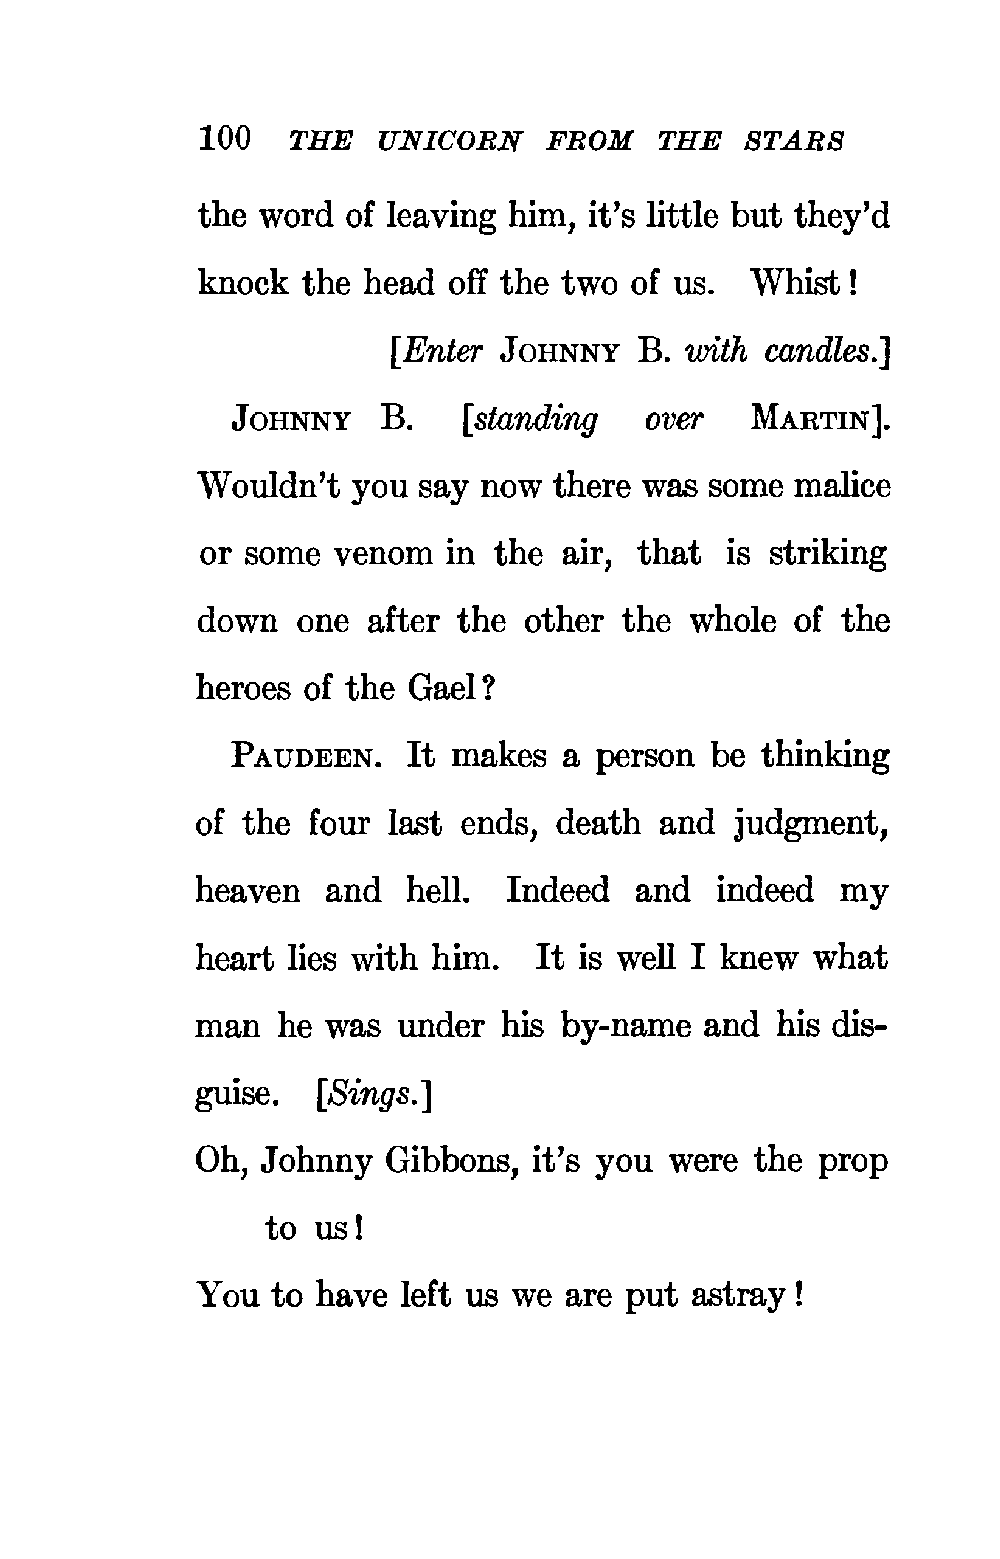 100 THE UNICORN FROM THE STARS
the word of leaving him, it's little but they'd
knock the head off the two of us. Whist!
[Enter JOHNNY B. with candles.]
JOHNNY B. [standing over MARTIN].
Wouldn't you say now there was some malice
or some venom in the air, that is striking
down one after the other the whole of the
heroes of the Gael?
PAUDEEN. It makes a person be thinking
of the four last ends, death and judgment,
heaven and hell. Indeed and indeed my
heart lies with him. It is well I knew what
man he was under his by-name and his dis-
guise. [Sings.]
Oh, Johnny Gibbons, it's you were the prop
to us!
You to have left us we are put astray!